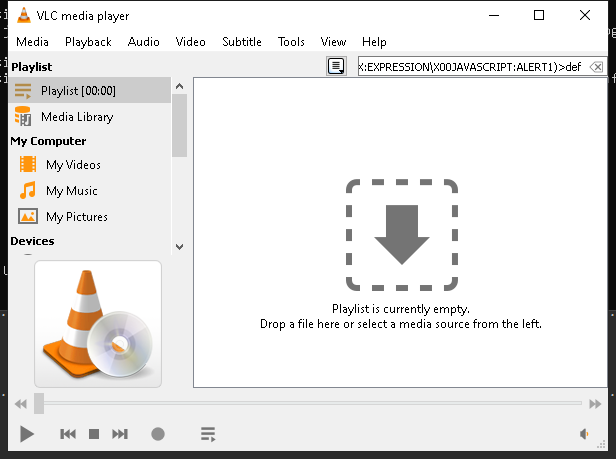 VLC media player
Media Playback Audio Video Subtitle Tools View Help
Playlist
X:EXPRESSION\X00JAVASCRIPT:ALERT1)>def
Playlist [00:00]
Media Library
My Computer
My Videos
My Music
My Pictures
Devices
Playlist is currently empty.
Drop a file here or select a media source from the left.